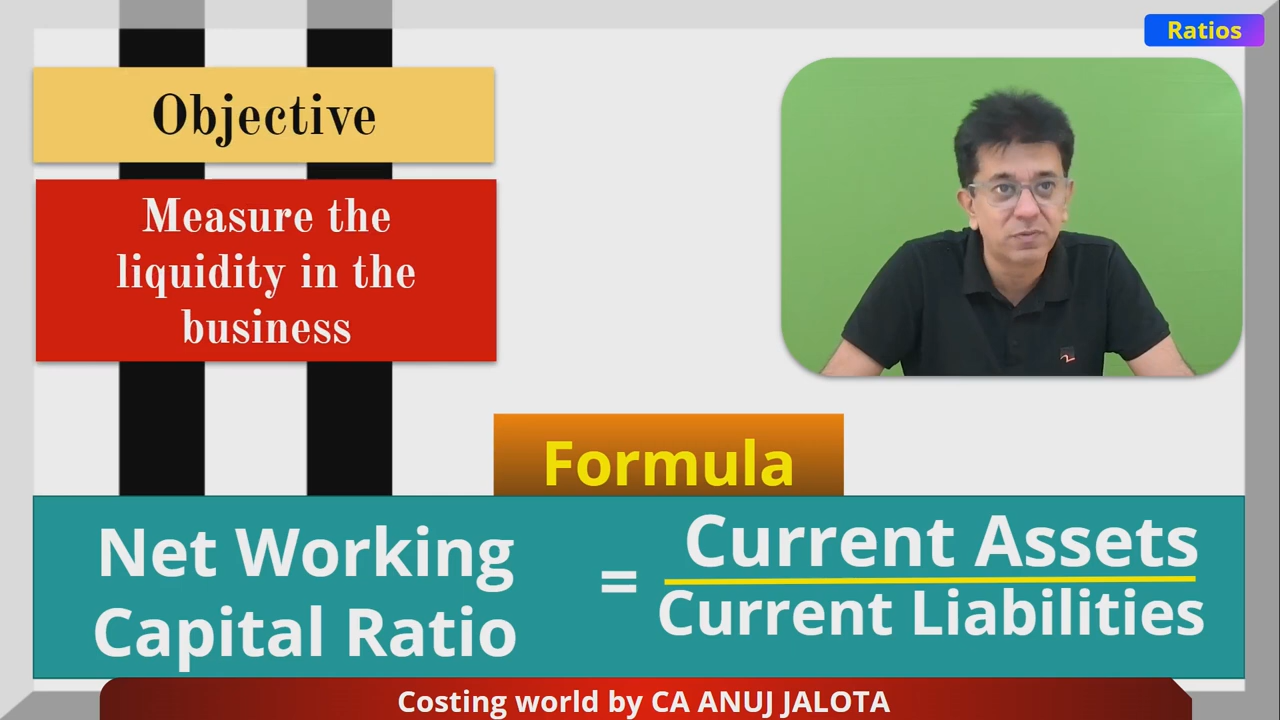 Ratios
Objective
Measure the
liquidity in the
business
Formula
Net Working
Capital Ratio
=
Current Assets
Current Liabilities
Costing world by CA ANUJ JALOTA